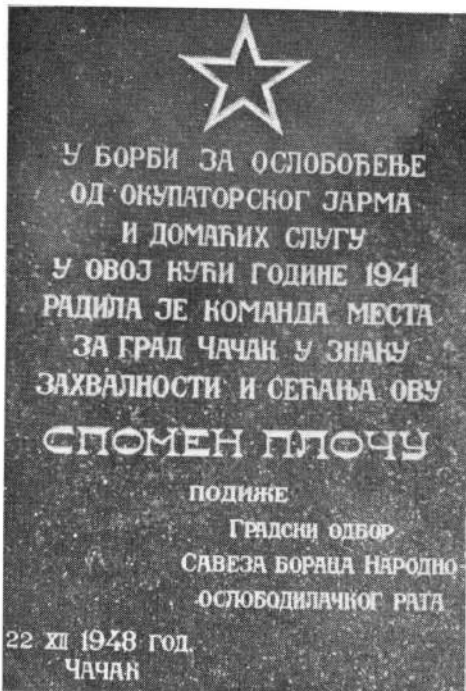 У БОРБИ ЗА ОСЛОБОЂЕЊЕ
ОД ОКУПАТОРСКОГ ЈАРМА
И ДОМАЋИХ СЛУГУ
У ОВОЈ КУЋИ ГОДИНЕ 1941
РАДИЛА ЈЕ КОМАНДА МЕСТА
ЗА ГРАД ЧАЧАК У ЗНАКУ
ЗАХВАЛНОСТИ И СЕЋАЊА ОВУ
СПОМЕН ПЛОЧУ
ПОДИЖЕ
ГРАДСКИ ОДБОР
САВЕЗА БОРАЦА НАРОДНО-
ОСЛОБОДИЛАЧКОГ РАТА
22 XII 1948 ГОД.
ЧАЧАК